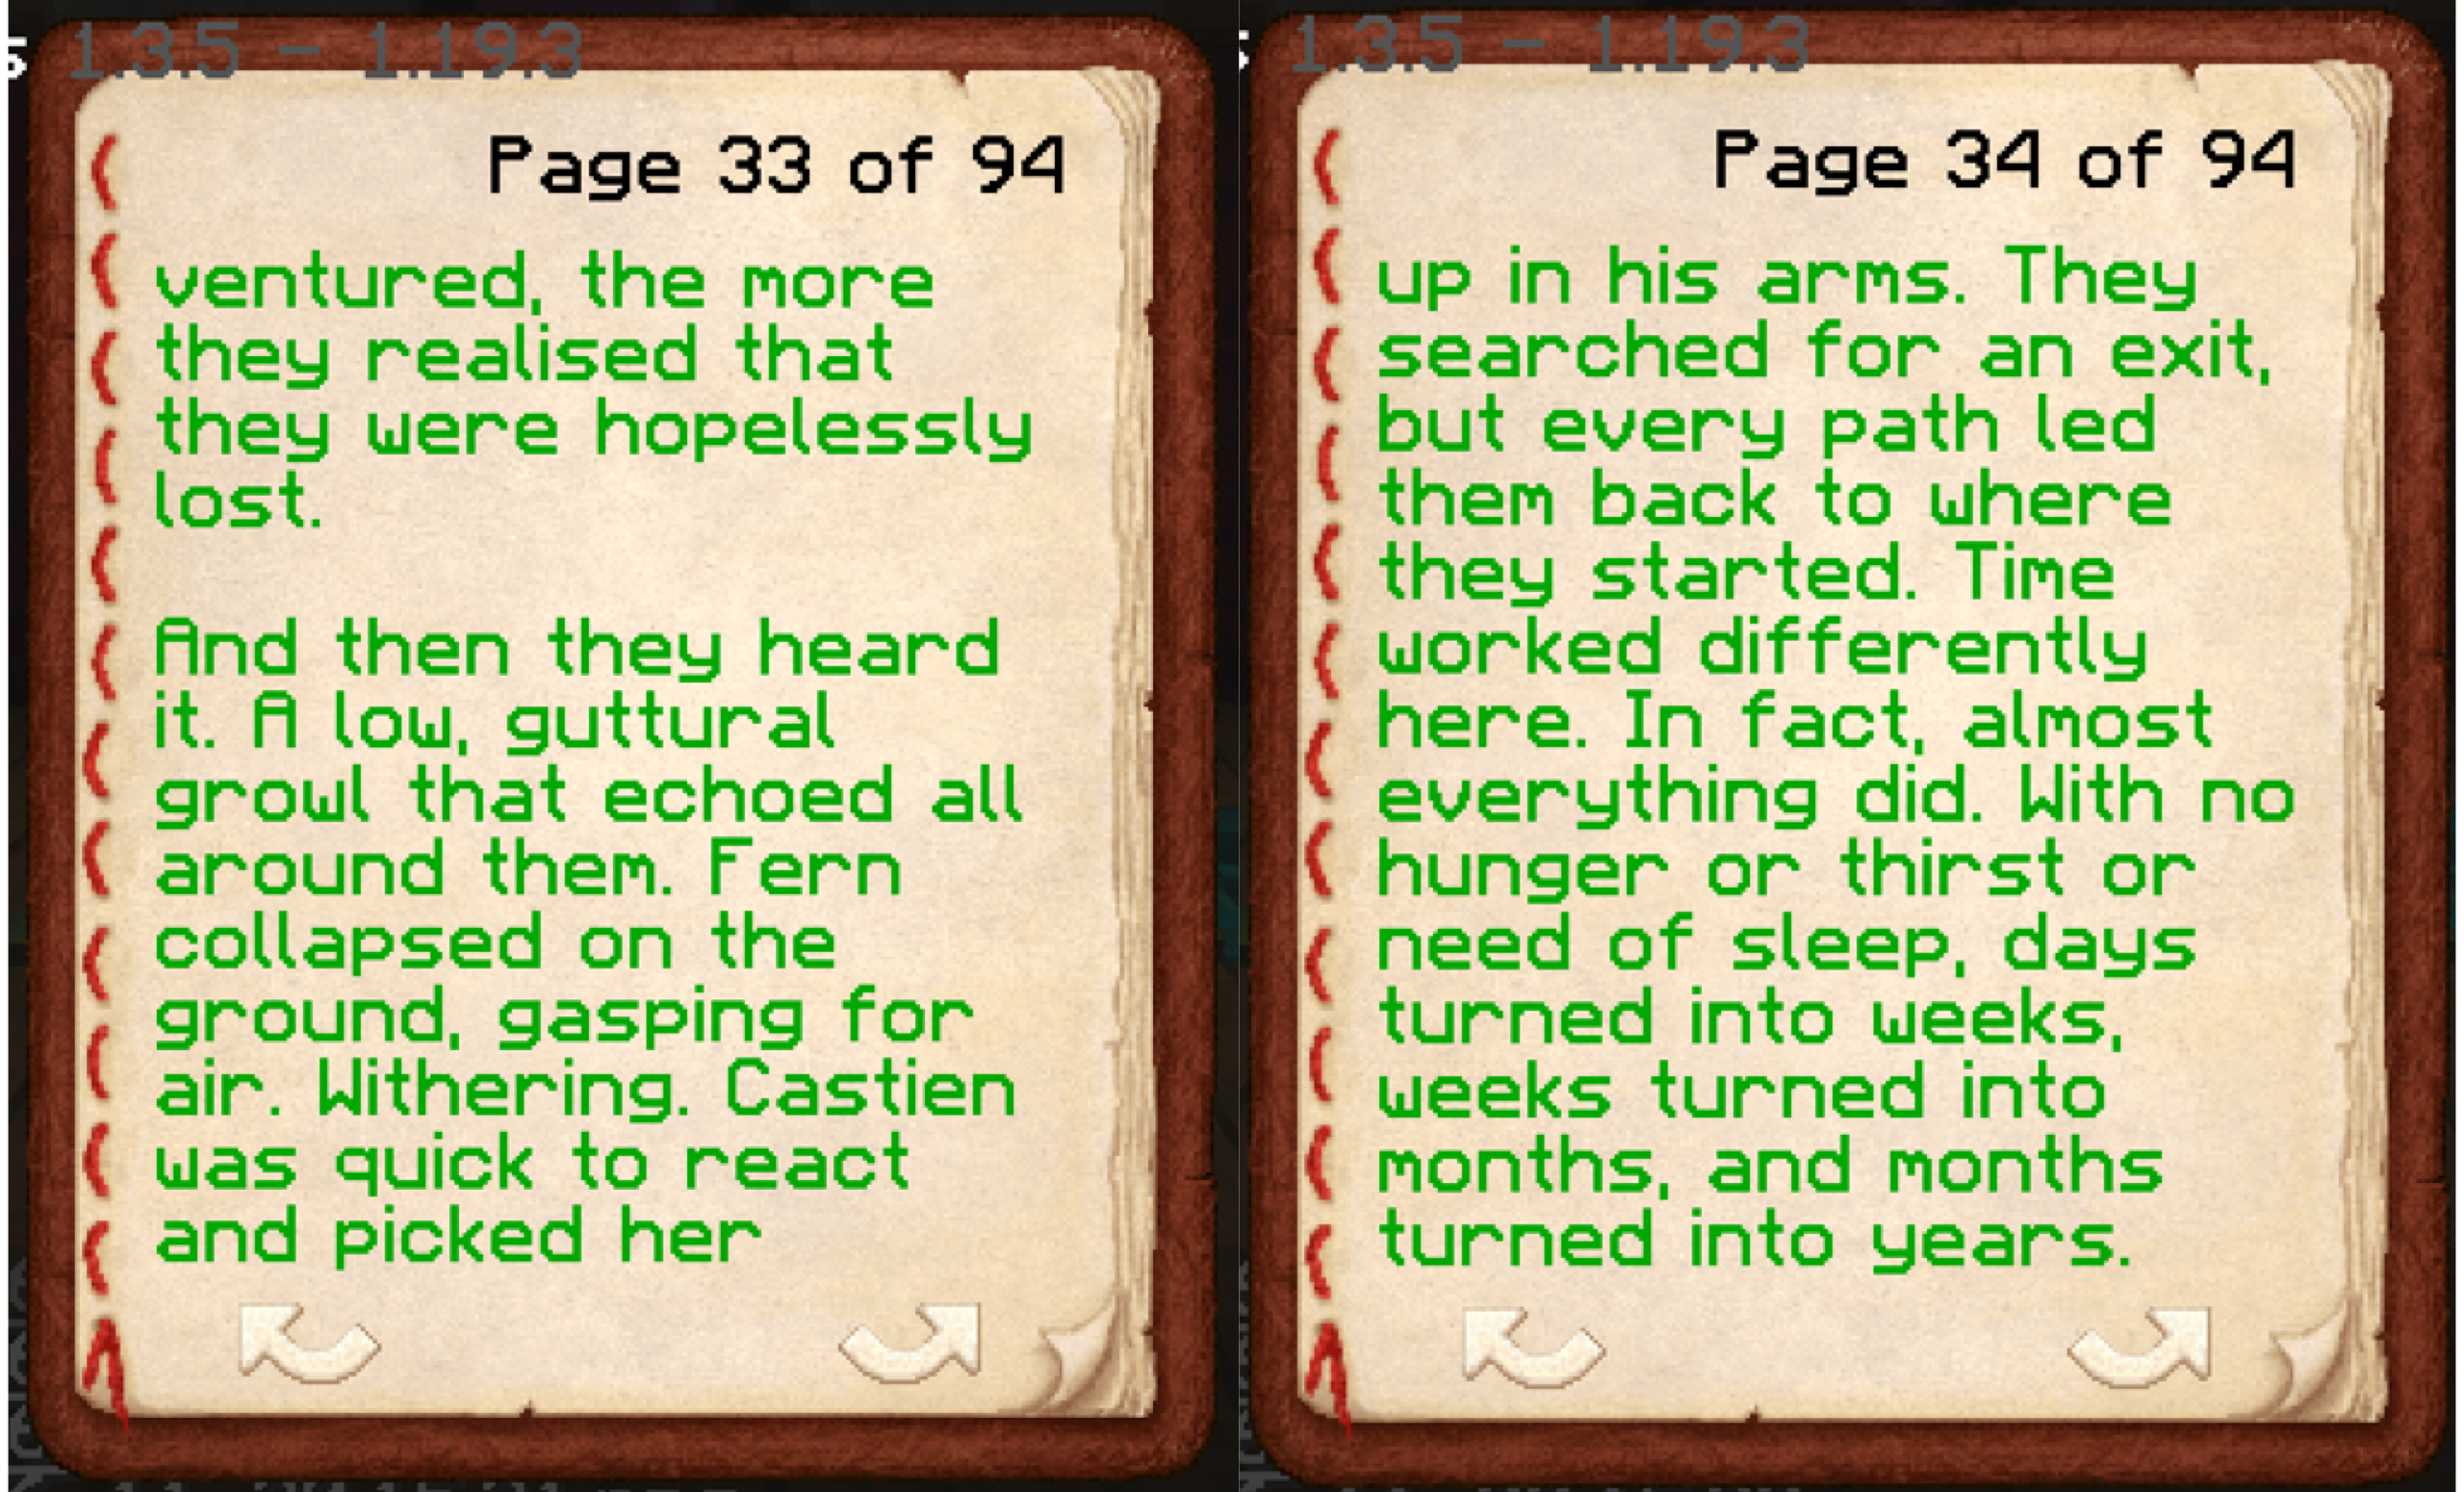 1.3.5 - 1.19.3
Page 33 of 94
ventured, the more
they realised that
they were hopelessly
lost.
And then they heard
it. A low, guttural
growl that echoed all
around them. Fern
collapsed on the
ground, gasping for
air. Withering. Castien
was quick to react
and picked her
1.3.5 - 1.19.3
Page 34 of 94
up in his arms. They
searched for an exit,
but every path led
them back to where
they started. Time
worked differently
here. In fact, almost
everything did. With no
hunger or thirst or
need of sleep, days
turned into weeks,
weeks turned into
months, and months
turned into years.